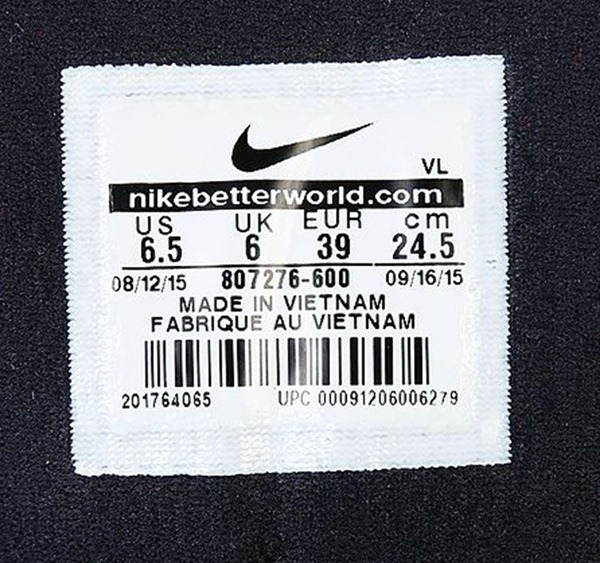 VL
nikebetterworld.com
US UK EUR cm
6.5 6 39 24.5
08/12/15 807276-600 09/16/15
MADE IN VIETNAM
FABRIQUE AU VIETNAM
201764065 UPC 00091206006279